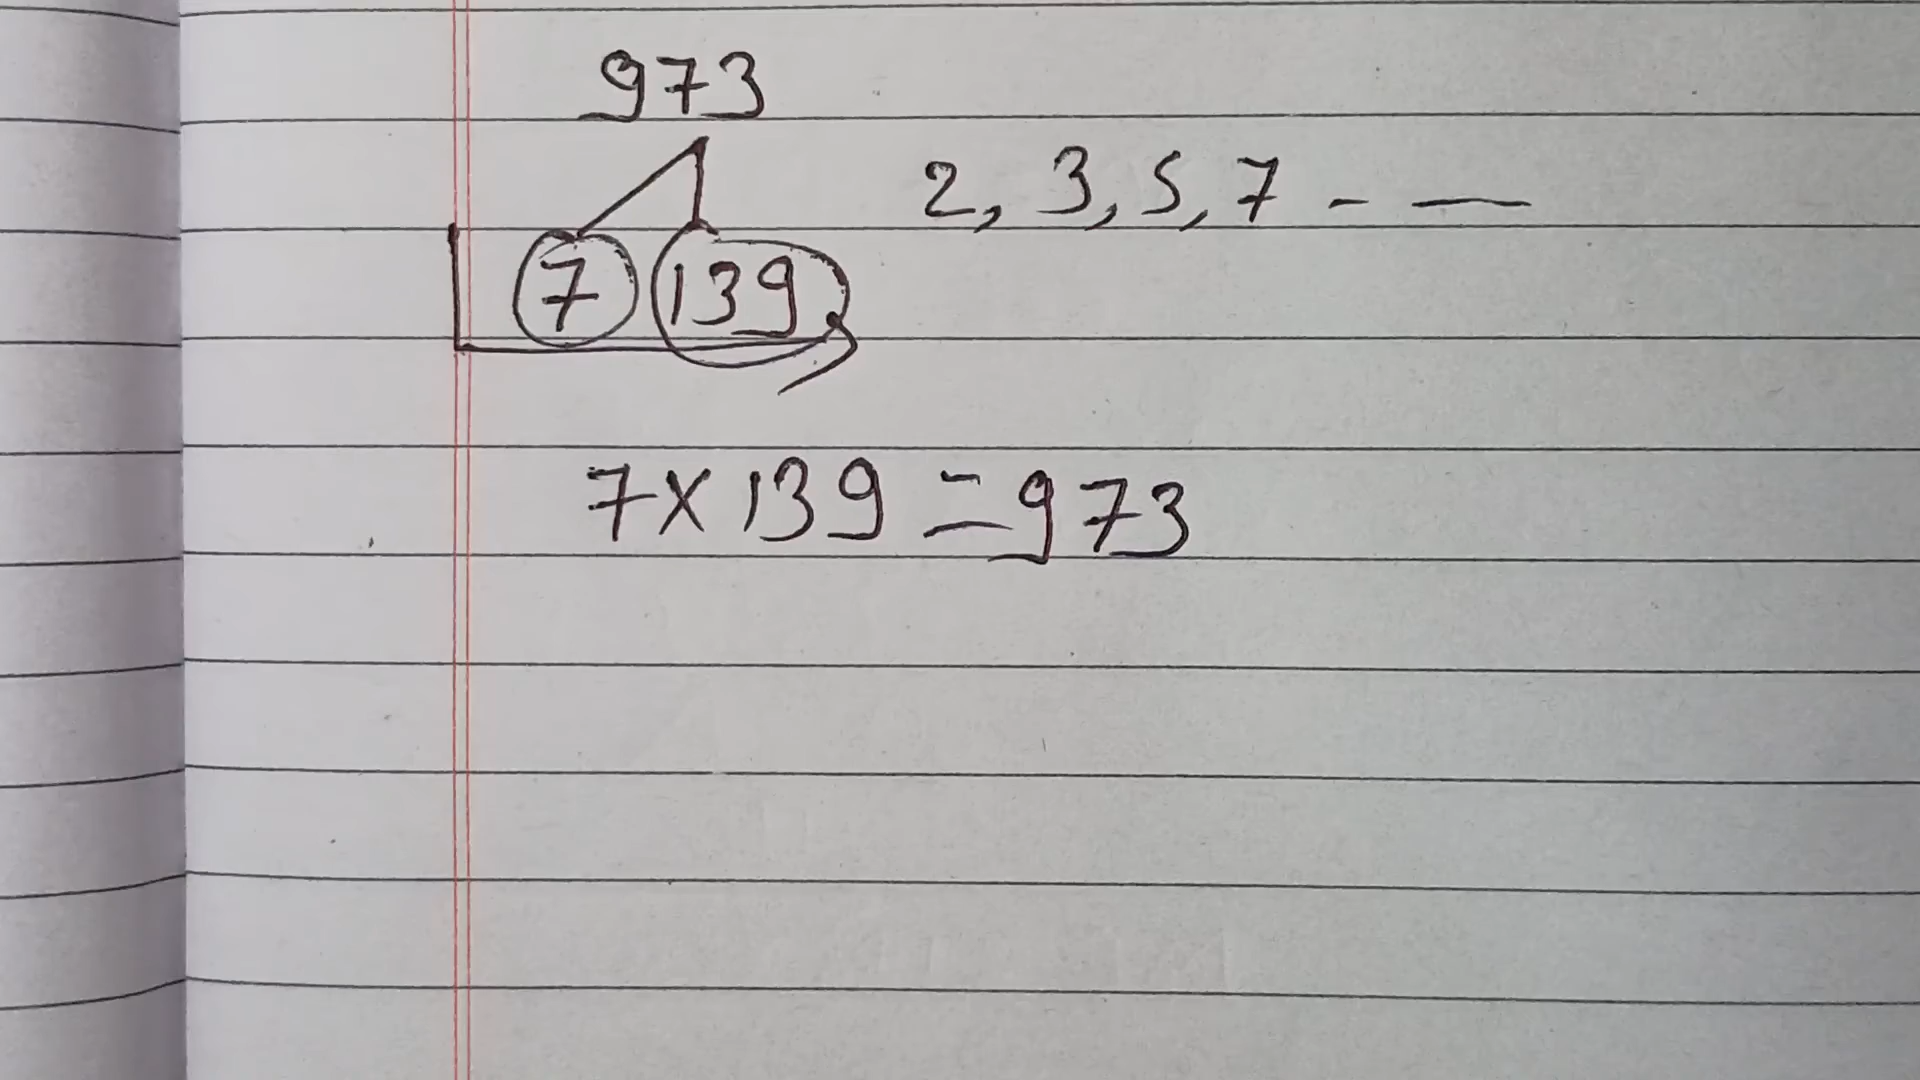 973
2, 3, 5, 7 - —
7 139
7 x 139 = 973